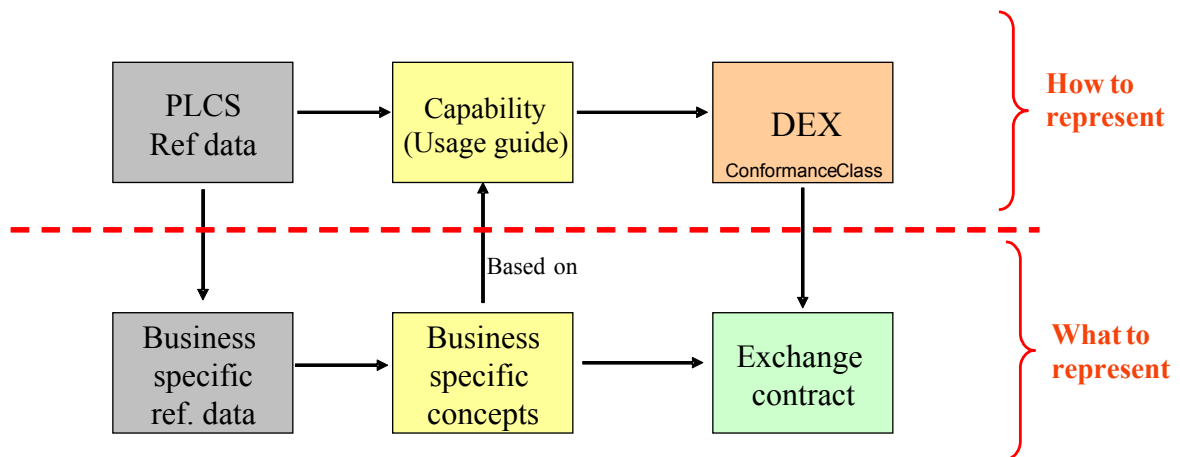 PLCS
Ref data
Capability
(Usage guide)
DEX
ConformanceClass
How to
represent
Based on
Business
specific
ref. data
Business
specific
concepts
Exchange
contract
What to
represent